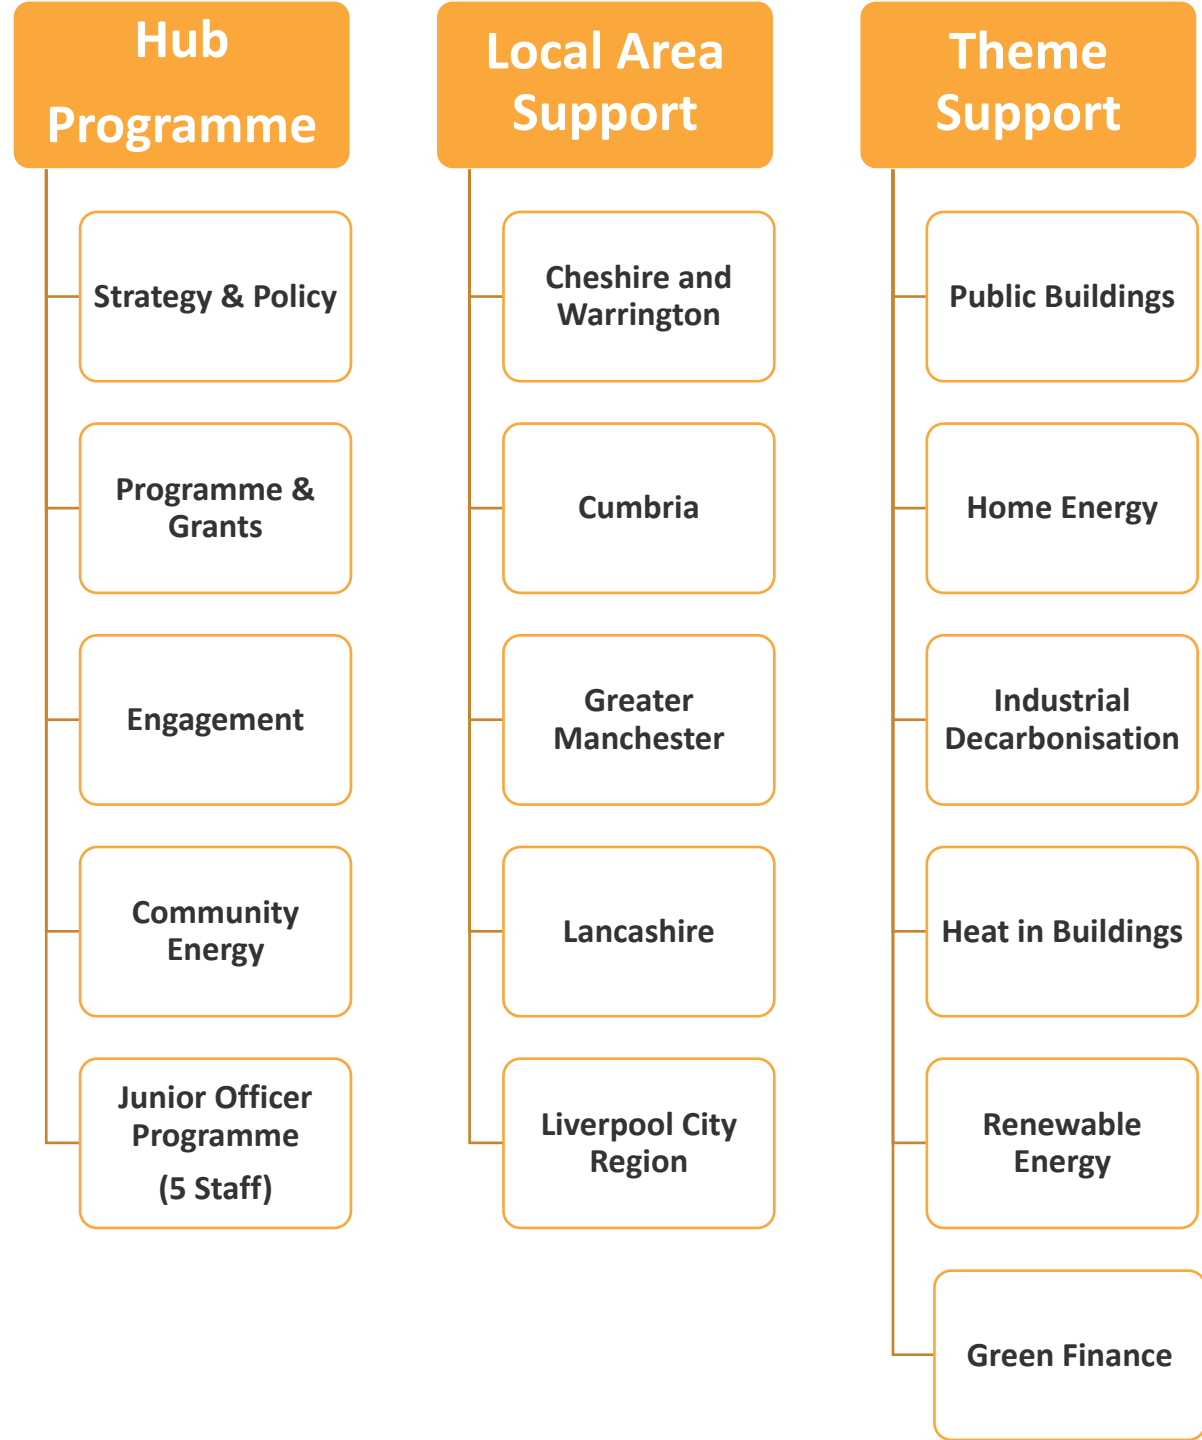 Hub
Programme
Strategy & Policy
Programme &
Grants
Engagement
Community
Energy
Junior Officer
Programme
(5 Staff)
Local Area
Support
Cheshire and
Warrington
Cumbria
Greater
Manchester
Lancashire
Liverpool City
Region
Theme
Support
Public Buildings
Home Energy
Industrial
Decarbonisation
Heat in Buildings
Renewable
Energy
Green Finance